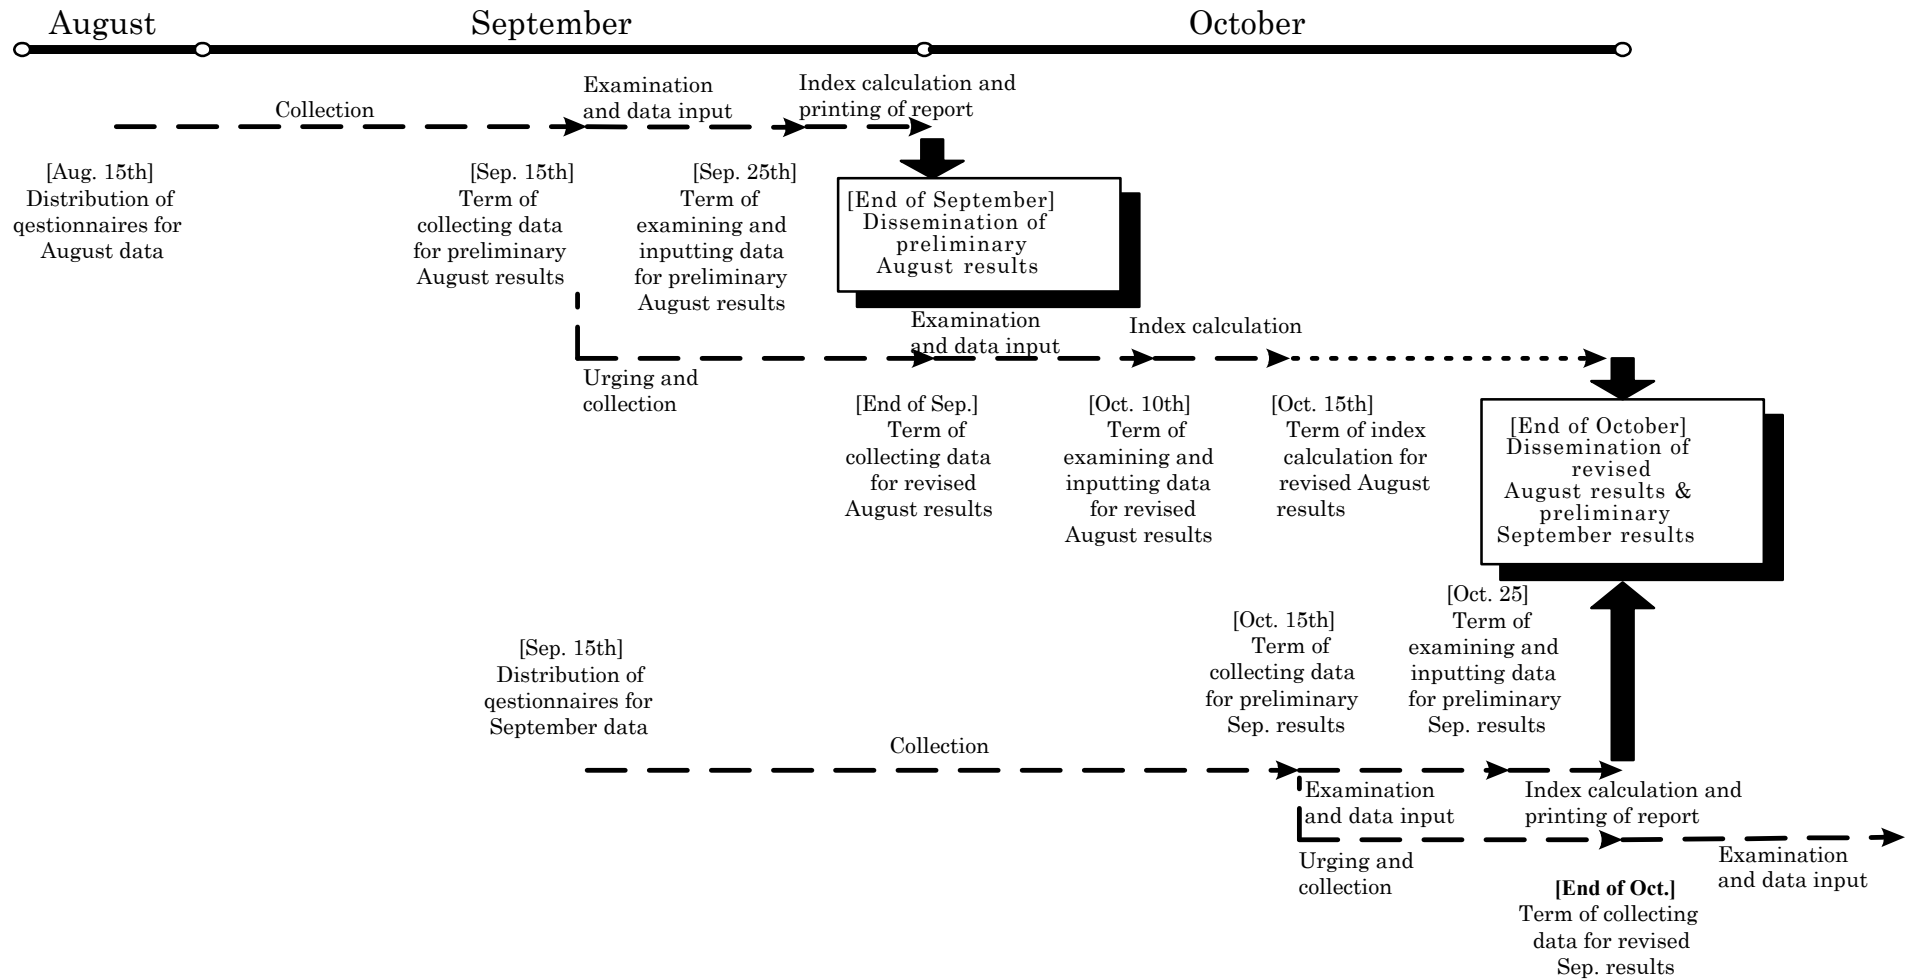 August
September
October
Collection
Examination
and data input
Index calculation and
printing of report
[Aug. 15th]
Distribution of
qestionnaires for
August data
[Sep. 15th]
Term of
collecting data
for preliminary
August results
[Sep. 25th]
Term of
examining and
inputting data
for preliminary
August results
[End of September]
Dissemination of
preliminary
August results
Urging and
collection
Examination
and data input
Index calculation
[End of Sep.]
Term of
collecting data
for revised
August results
[Oct. 10th]
Term of
examining and
inputting data
for revised
August results
[Oct. 15th]
Term of index
calculation for
revised August
results
[End of October]
Dissemination of
revised
August results &
preliminary
September results
[Sep. 15th]
Distribution of
qestionnaires for
September data
Collection
[Oct. 15th]
Term of
collecting data
for preliminary
Sep. results
[Oct. 25]
Term of
examining and
inputting data
for preliminary
Sep. results
Examination
and data input
Index calculation and
printing of report
Urging and
collection
[End of Oct.]
Term of collecting
data for revised
Sep. results
Examination
and data input